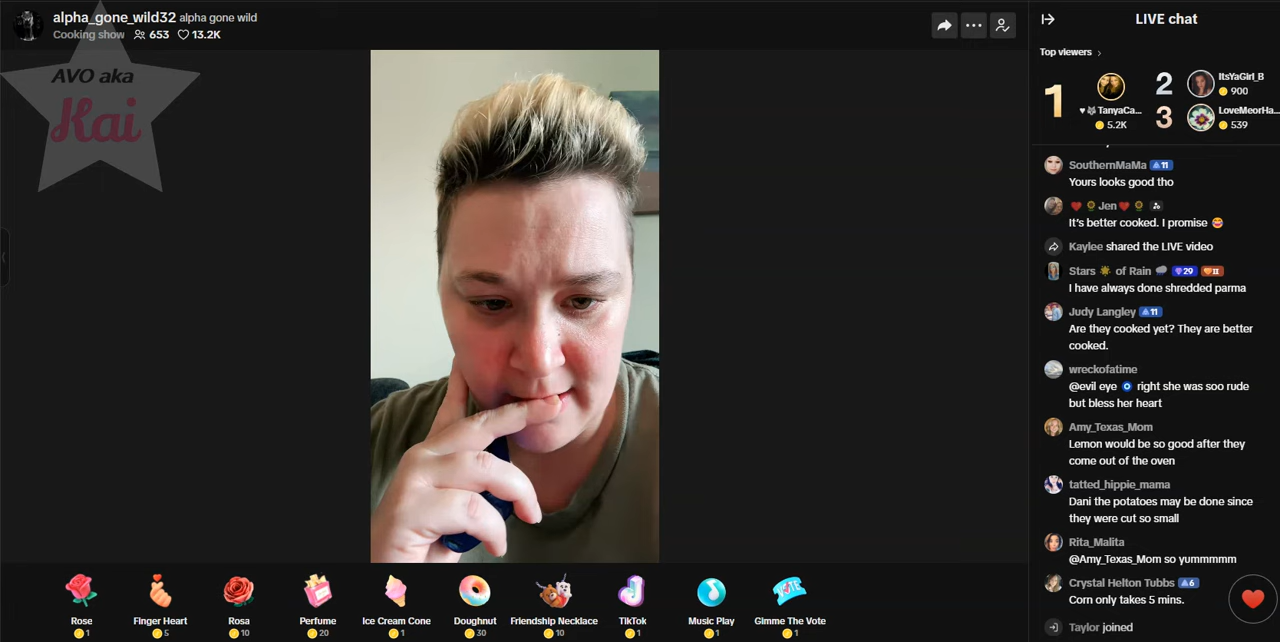 alpha_gone_wild32 alpha gone wild
Cooking show 653 13.2K
AVO aka
Kai
LIVE chat
Top viewers >
1
TanyaCa...
5.2K
2
ItsYaGirl_B
900
3
LoveMeorHa...
539
SouthernMaMa 11
Yours looks good tho
Jen
It's better cooked. I promise
Kaylee shared the LIVE video
Stars of Rain 29 II
I have always done shredded parma
Judy Langley 11
Are they cooked yet? They are better
cooked.
wreckofatime
@evil eye right she was soo rude
but bless her heart
Amy_Texas_Mom
Lemon would be so good after they
come out of the oven
tatted_hippie_mama
Dani the potatoes may be done since
they were cut so small
Rita_Malita
@Amy_Texas_Mom so yummmmm
Crystal Helton Tubbs 6
Corn only takes 5 mins.
Taylor joined
Rose
1
Finger Heart
5
Rosa
10
Perfume
20
Ice Cream Cone
1
Doughnut
30
Friendship Necklace
10
TikTok
1
Music Play
1
VOTE
Gimme The Vote
1